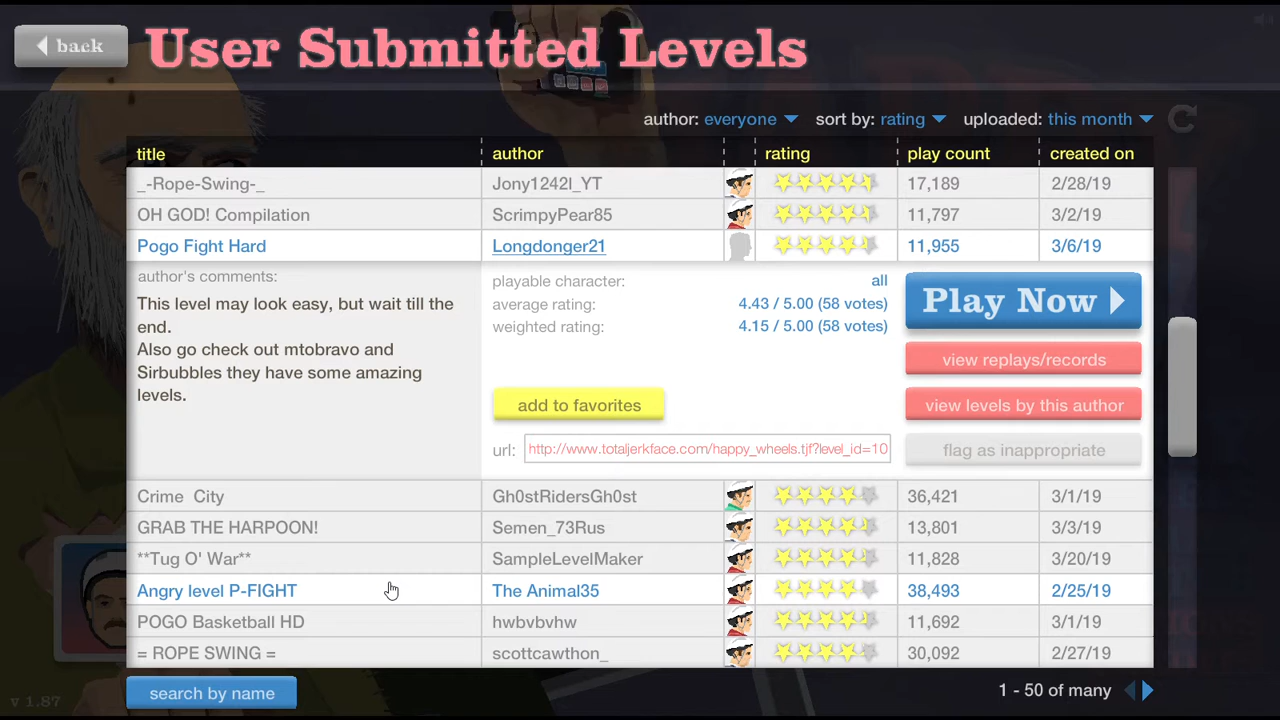 back
User Submitted Levels
author: everyone sort by: rating uploaded: this month
title author rating play count created on
_-Rope-Swing-_ Jony1242l_YT 17,189 2/28/19
OH GOD! Compilation ScrimpyPear85 11,797 3/2/19
Pogo Fight Hard Longdonger21 11,955 3/6/19
author's comments:
This level may look easy, but wait till the
end.
Also go check out mtobravo and
Sirbubbles they have some amazing
levels.
playable character: all
average rating: 4.43 / 5.00 (58 votes)
weighted rating: 4.15 / 5.00 (58 votes)
add to favorites
url: http://www.totaljerkface.com/happy_wheels.tjf?level_id=10
Play Now
view replays/records
view levels by this author
flag as inappropriate
Crime City Gh0stRidersGh0st 36,421 3/1/19
GRAB THE HARPOON! Semen_73Rus 13,801 3/3/19
**Tug O' War** SampleLevelMaker 11,828 3/20/19
Angry level P-FIGHT The Animal35 38,493 2/25/19
POGO Basketball HD hwbvbvhw 11,692 3/1/19
= ROPE SWING = scottcawthon_ 30,092 2/27/19
search by name
1 - 50 of many
v 1.87